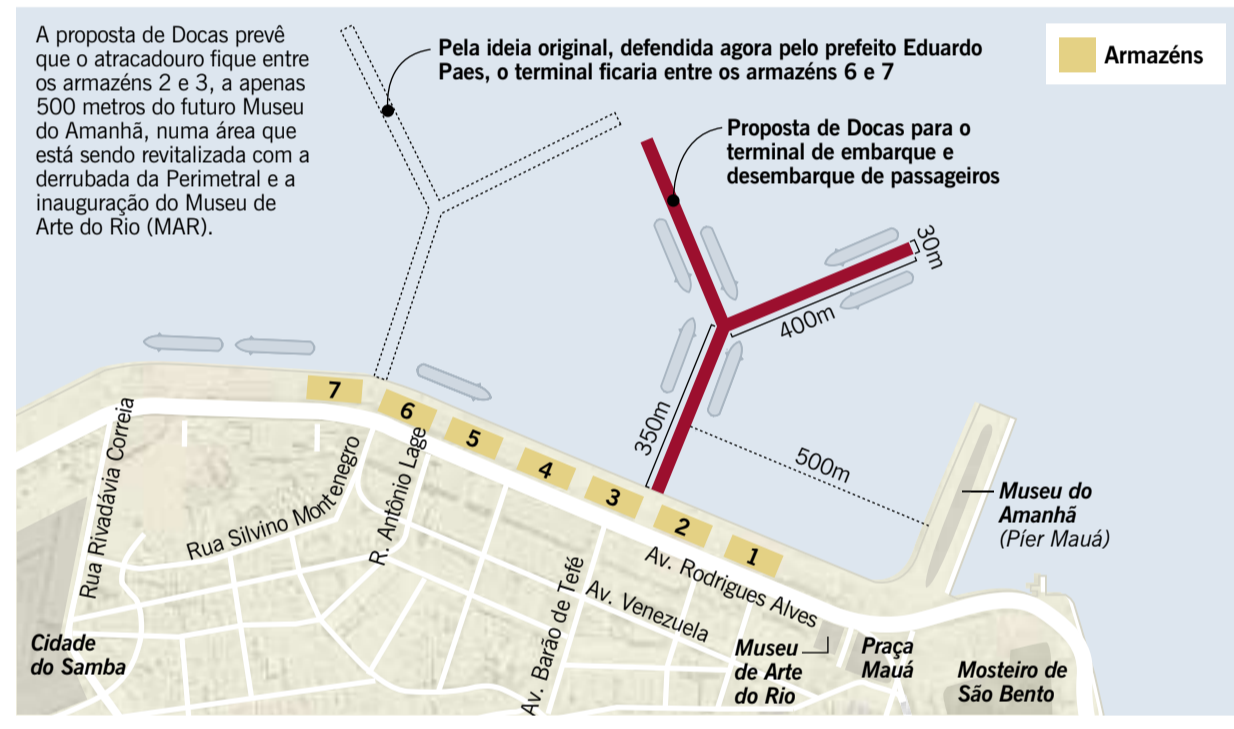 A proposta de Docas prevê
que o atracadouro fique entre
os armazéns 2 e 3, a apenas
500 metros do futuro Museu
do Amanhã, numa área que
está sendo revitalizada com a
derrubada da Perimetral e a
inauguração do Museu de
Arte do Rio (MAR).
Pela ideia original, defendida agora pelo prefeito Eduardo
Paes, o terminal ficaria entre os armazéns 6 e 7
Armazéns
Proposta de Docas para o
terminal de embarque e
desembarque de passageiros
30m
400m
350m
500m
7
6
5
4
3
2
1
Museu do
Amanhã
(Píer Mauá)
Rua Rivadávia Correia
Rua Silvino Montenegro
R. Antônio Lage
Av. Barão de Tefé
Av. Venezuela
Av. Rodrigues Alves
Cidade
do Samba
Museu
de Arte
do Rio
Praça
Mauá
Mosteiro de
São Bento